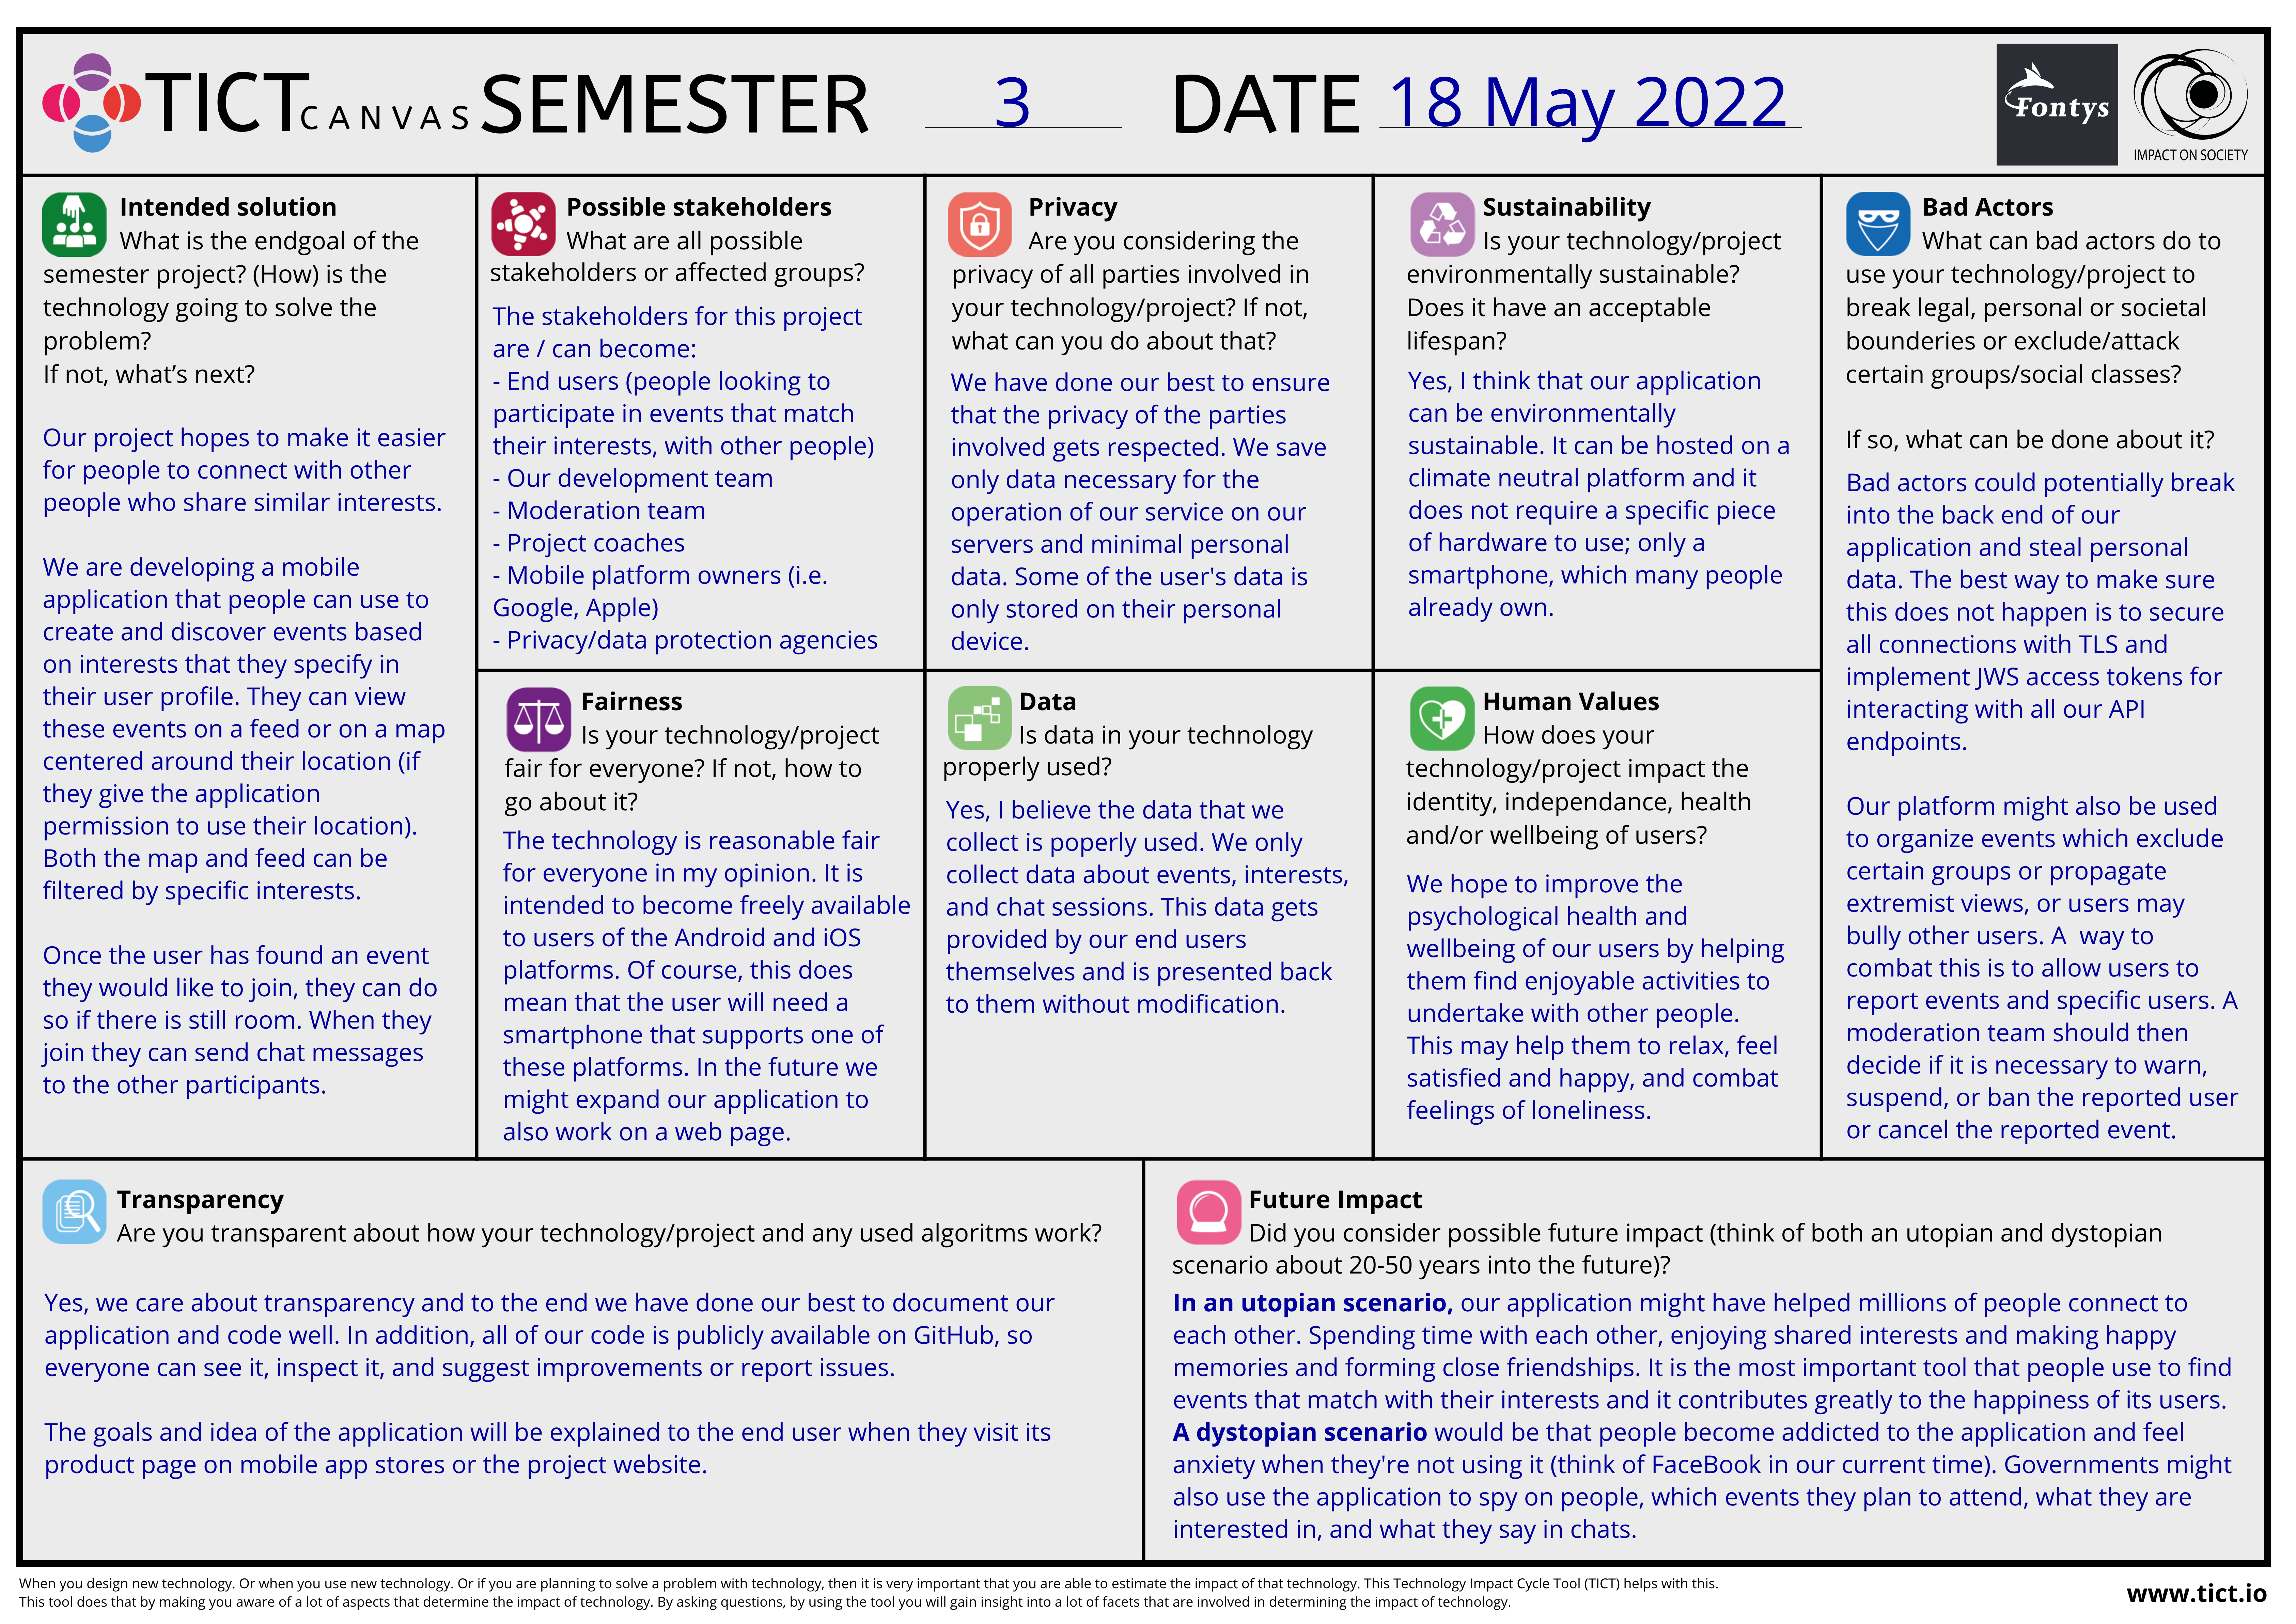 TICT CANVAS SEMESTER 3 DATE 18 May 2022
Fontys
IMPACT ON SOCIETY
Intended solution
What is the endgoal of the
semester project? (How) is the
technology going to solve the
problem?
If not, what’s next?
Our project hopes to make it easier
for people to connect with other
people who share similar interests.
We are developing a mobile
application that people can use to
create and discover events based
on interests that they specify in
their user profile. They can view
these events on a feed or on a map
centered around their location (if
they give the application
permission to use their location).
Both the map and feed can be
filtered by specific interests.
Once the user has found an event
they would like to join, they can do
so if there is still room. When they
join they can send chat messages
to the other participants.
Possible stakeholders
What are all possible
stakeholders or affected groups?
The stakeholders for this project
are / can become:
- End users (people looking to
participate in events that match
their interests, with other people)
- Our development team
- Moderation team
- Project coaches
- Mobile platform owners (i.e.
Google, Apple)
- Privacy/data protection agencies
Privacy
Are you considering the
privacy of all parties involved in
your technology/project? If not,
what can you do about that?
We have done our best to ensure
that the privacy of the parties
involved gets respected. We save
only data necessary for the
operation of our service on our
servers and minimal personal
data. Some of the user's data is
only stored on their personal
device.
Sustainability
Is your technology/project
environmentally sustainable?
Does it have an acceptable
lifespan?
Yes, I think that our application
can be environmentally
sustainable. It can be hosted on a
climate neutral platform and it
does not require a specific piece
of hardware to use; only a
smartphone, which many people
already own.
Bad Actors
What can bad actors do to
use your technology/project to
break legal, personal or societal
bounderies or exclude/attack
certain groups/social classes?
If so, what can be done about it?
Bad actors could potentially break
into the back end of our
application and steal personal
data. The best way to make sure
this does not happen is to secure
all connections with TLS and
implement JWS access tokens for
interacting with all our API
endpoints.
Our platform might also be used
to organize events which exclude
certain groups or propagate
extremist views, or users may
bully other users. A  way to
combat this is to allow users to
report events and specific users. A
moderation team should then
decide if it is necessary to warn,
suspend, or ban the reported user
or cancel the reported event.
Fairness
Is your technology/project
fair for everyone? If not, how to
go about it?
The technology is reasonable fair
for everyone in my opinion. It is
intended to become freely available
to users of the Android and iOS
platforms. Of course, this does
mean that the user will need a
smartphone that supports one of
these platforms. In the future we
might expand our application to
also work on a web page.
Data
Is data in your technology
properly used?
Yes, I believe the data that we
collect is poperly used. We only
collect data about events, interests,
and chat sessions. This data gets
provided by our end users
themselves and is presented back
to them without modification.
Human Values
How does your
technology/project impact the
identity, independance, health
and/or wellbeing of users?
We hope to improve the
psychological health and
wellbeing of our users by helping
them find enjoyable activities to
undertake with other people.
This may help them to relax, feel
satisfied and happy, and combat
feelings of loneliness.
Transparency
Are you transparent about how your technology/project and any used algoritms work?
Yes, we care about transparency and to the end we have done our best to document our
application and code well. In addition, all of our code is publicly available on GitHub, so
everyone can see it, inspect it, and suggest improvements or report issues.
The goals and idea of the application will be explained to the end user when they visit its
product page on mobile app stores or the project website.
Future Impact
Did you consider possible future impact (think of both an utopian and dystopian
scenario about 20-50 years into the future)?
In an utopian scenario, our application might have helped millions of people connect to
each other. Spending time with each other, enjoying shared interests and making happy
memories and forming close friendships. It is the most important tool that people use to find
events that match with their interests and it contributes greatly to the happiness of its users.
A dystopian scenario would be that people become addicted to the application and feel
anxiety when they're not using it (think of FaceBook in our current time). Governments might
also use the application to spy on people, which events they plan to attend, what they are
interested in, and what they say in chats.
When you design new technology. Or when you use new technology. Or if you are planning to solve a problem with technology, then it is very important that you are able to estimate the impact of that technology. This Technology Impact Cycle Tool (TICT) helps with this.
This tool does that by making you aware of a lot of aspects that determine the impact of technology. By asking questions, by using the tool you will gain insight into a lot of facets that are involved in determining the impact of technology.
www.tict.io